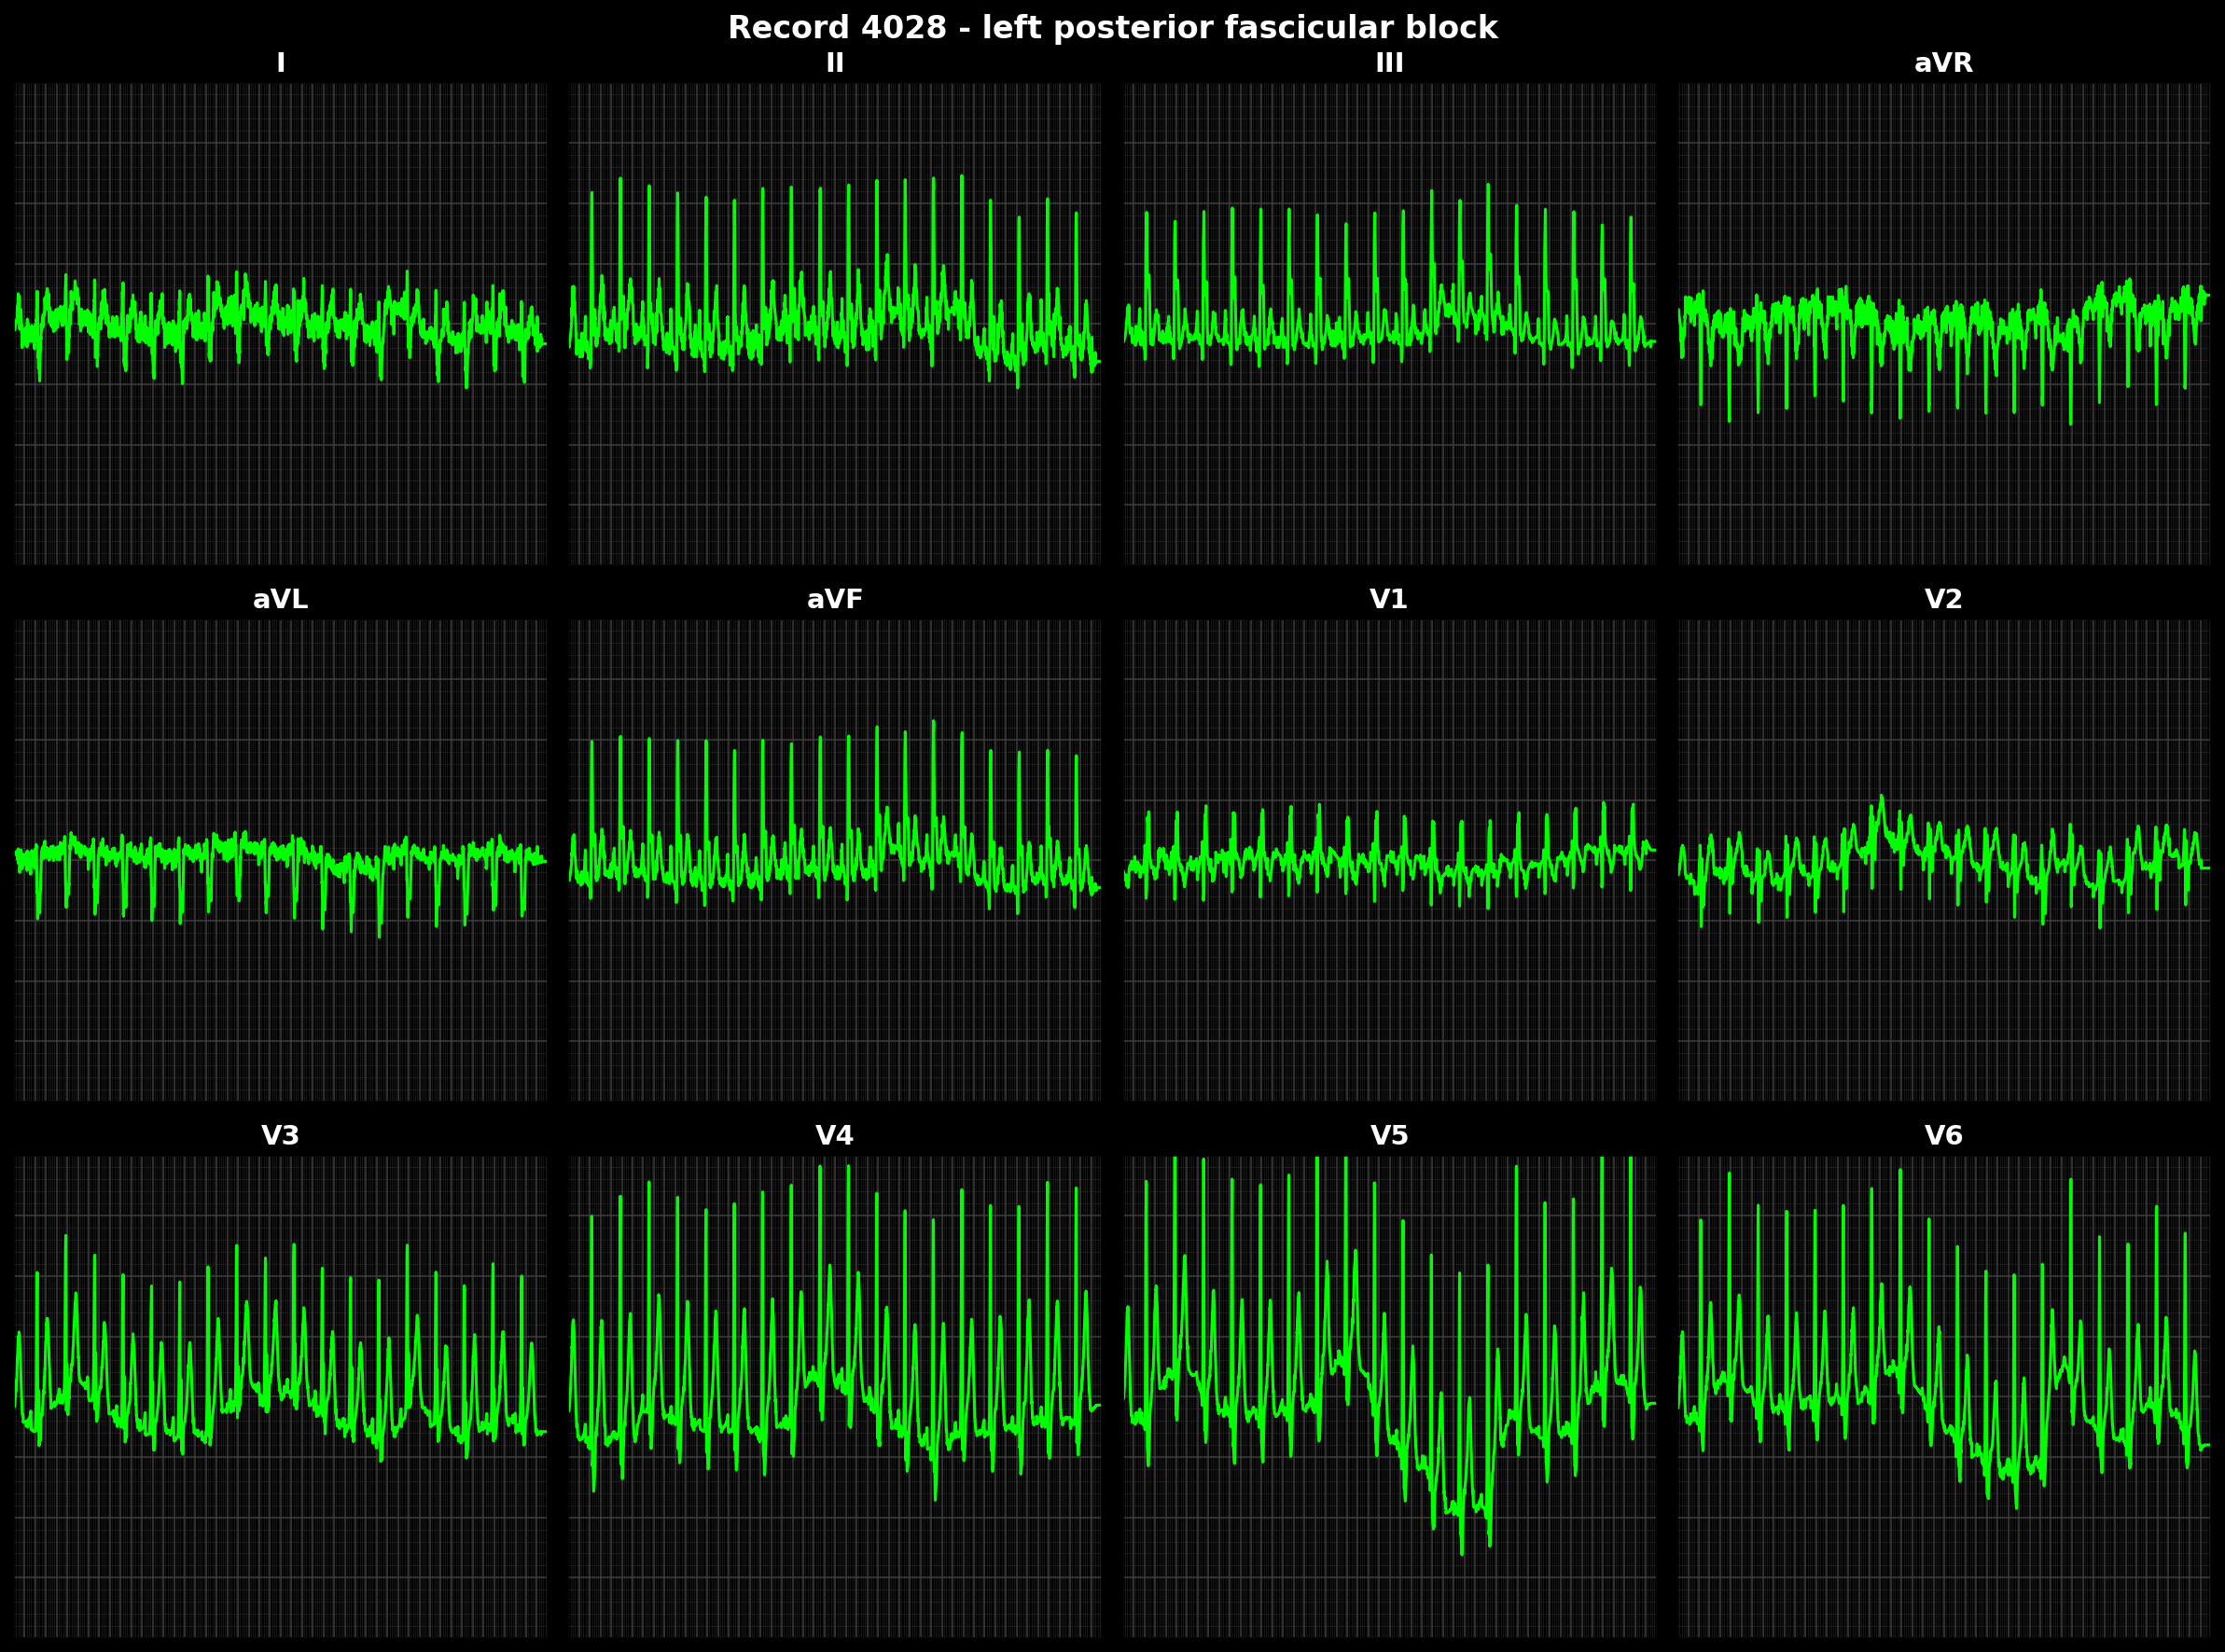 Record 4028 - left posterior fascicular block
I II III aVR
aVL aVF V1 V2
V3 V4 V5 V6